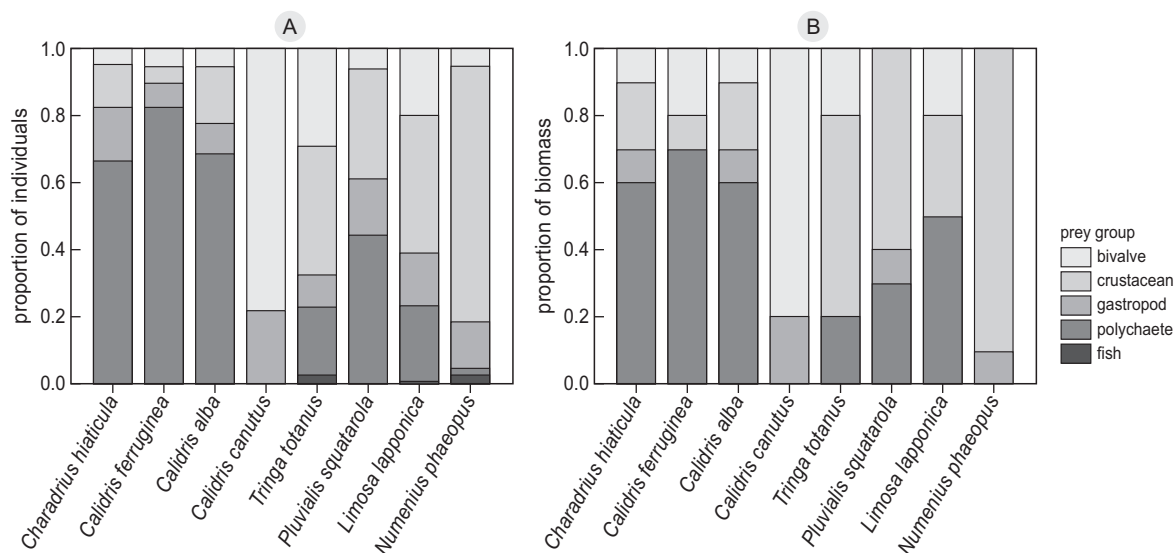 A
proportion of individuals
1.0
0.8
0.6
0.4
0.2
0.0
Charadrius hiaticula
Calidris ferruginea
Calidris alba
Calidris canutus
Tringa totanus
Pluvialis squatarola
Limosa lapponica
Numenius phaeopus
B
proportion of biomass
1.0
0.8
0.6
0.4
0.2
0.0
Charadrius hiaticula
Calidris ferruginea
Calidris alba
Calidris canutus
Tringa totanus
Pluvialis squatarola
Limosa lapponica
Numenius phaeopus
prey group
bivalve
crustacean
gastropod
polychaete
fish